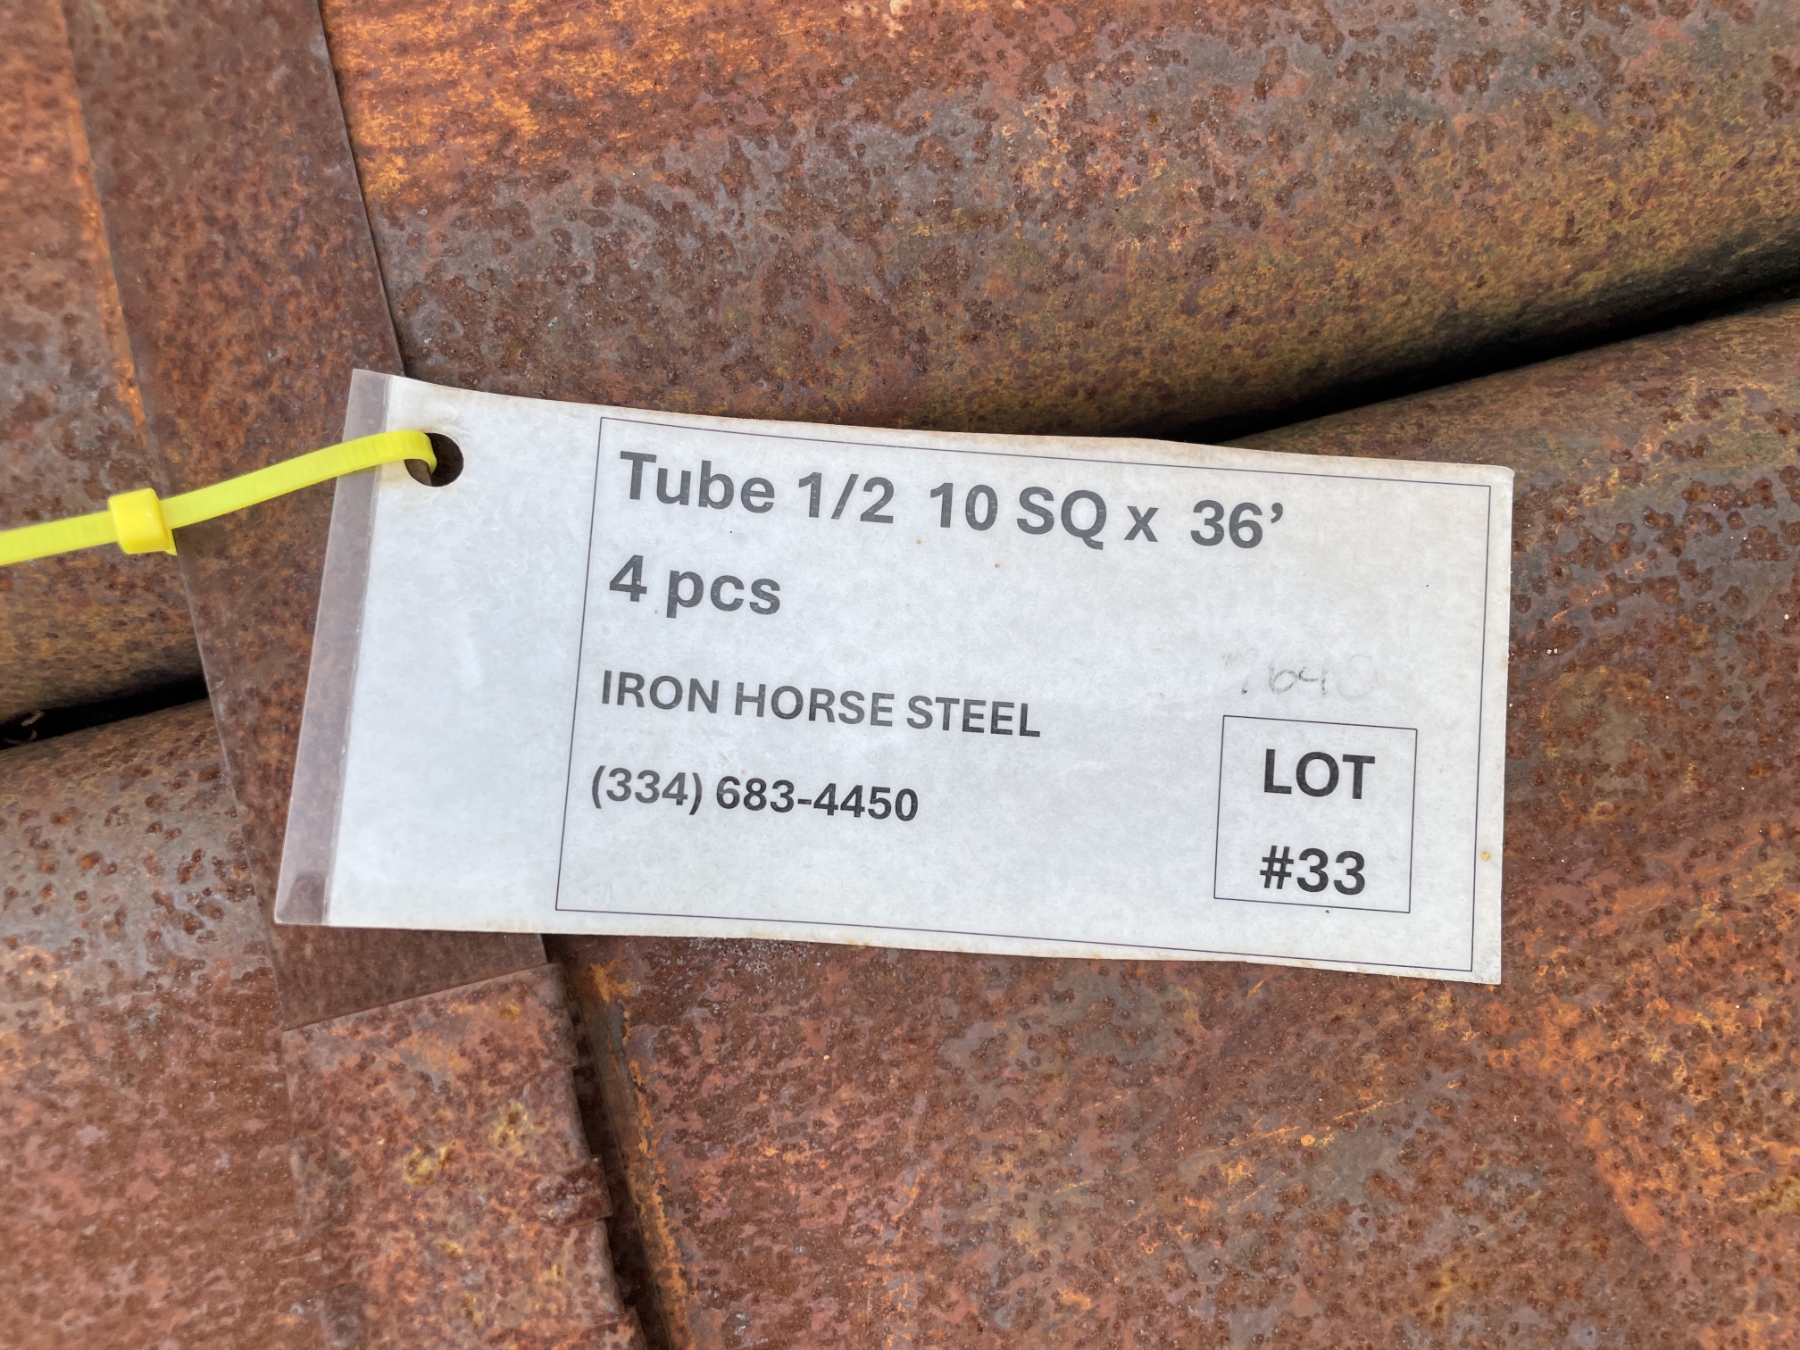 Tube 1/2 10 SQ x 36’
4 pcs
IRON HORSE STEEL
(334) 683-4450
LOT
#33